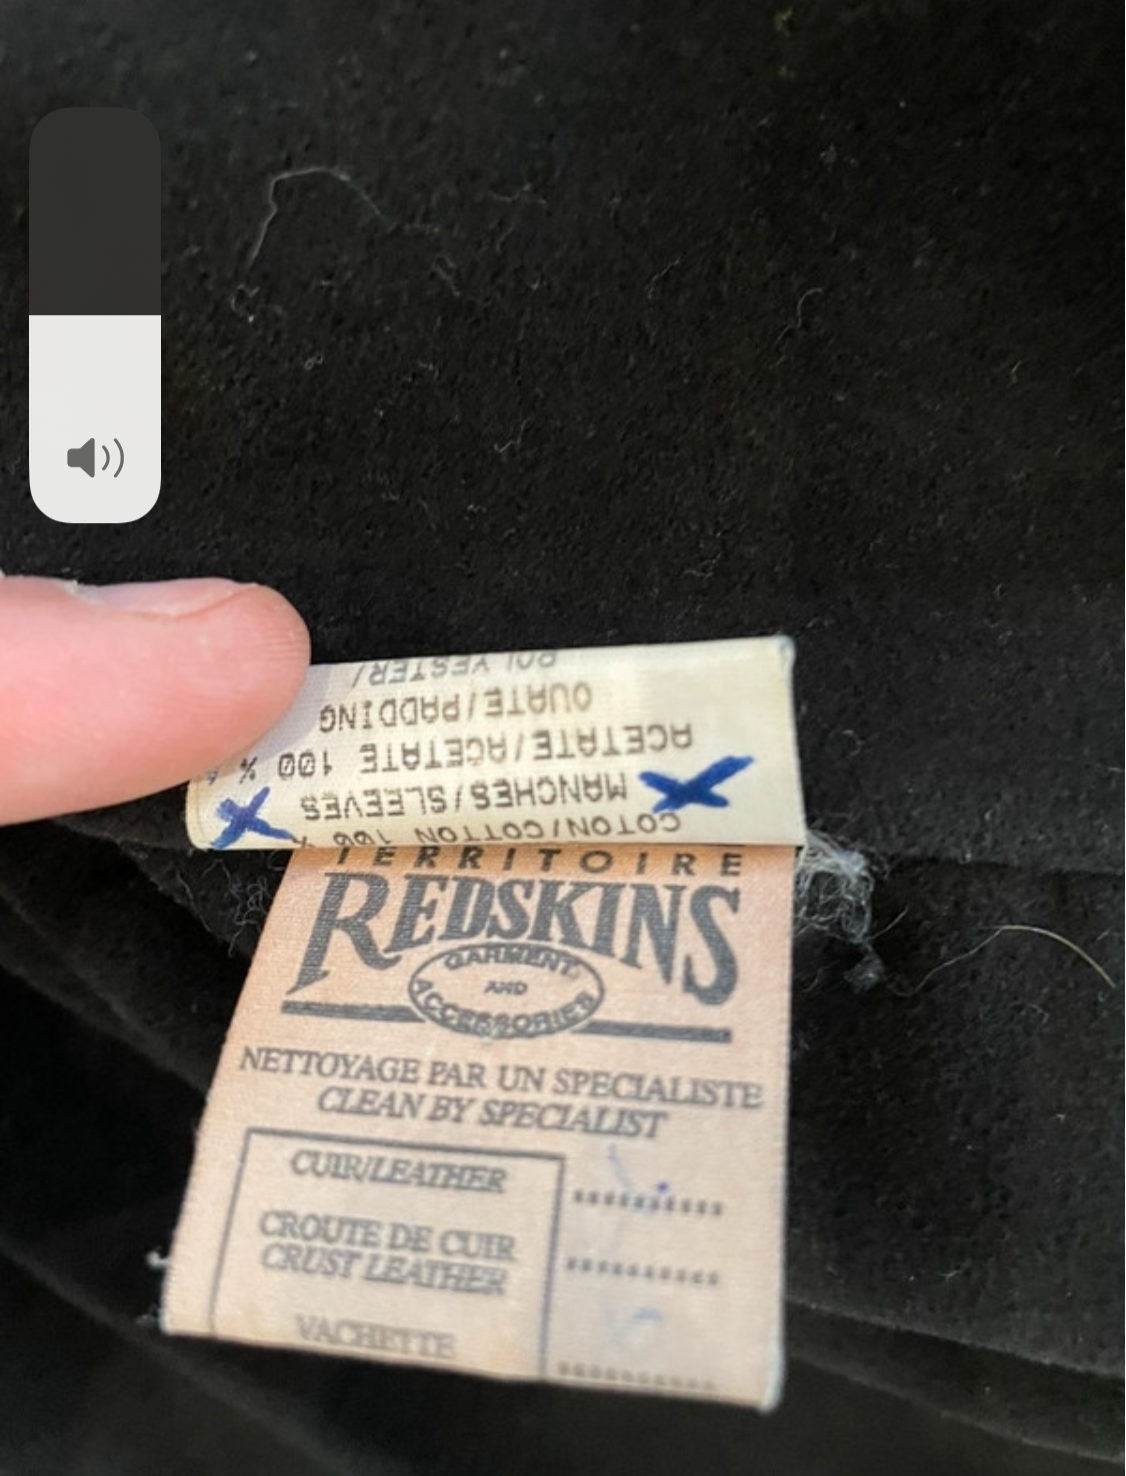 POLYESTER/
OUATE/PADDING
ACETATE/ACETATE 100 %
MANCHES/SLEEVES
COTON/COTTON 100 %
TERRITOIRE
REDSKINS
GARMENT
AND
ACCESSORIES
NETTOYAGE PAR UN SPECIALISTE
CLEAN BY SPECIALIST
CUIR/LEATHER ..........
CROUTE DE CUIR
CRUST LEATHER ..........
VACHETTE ..........